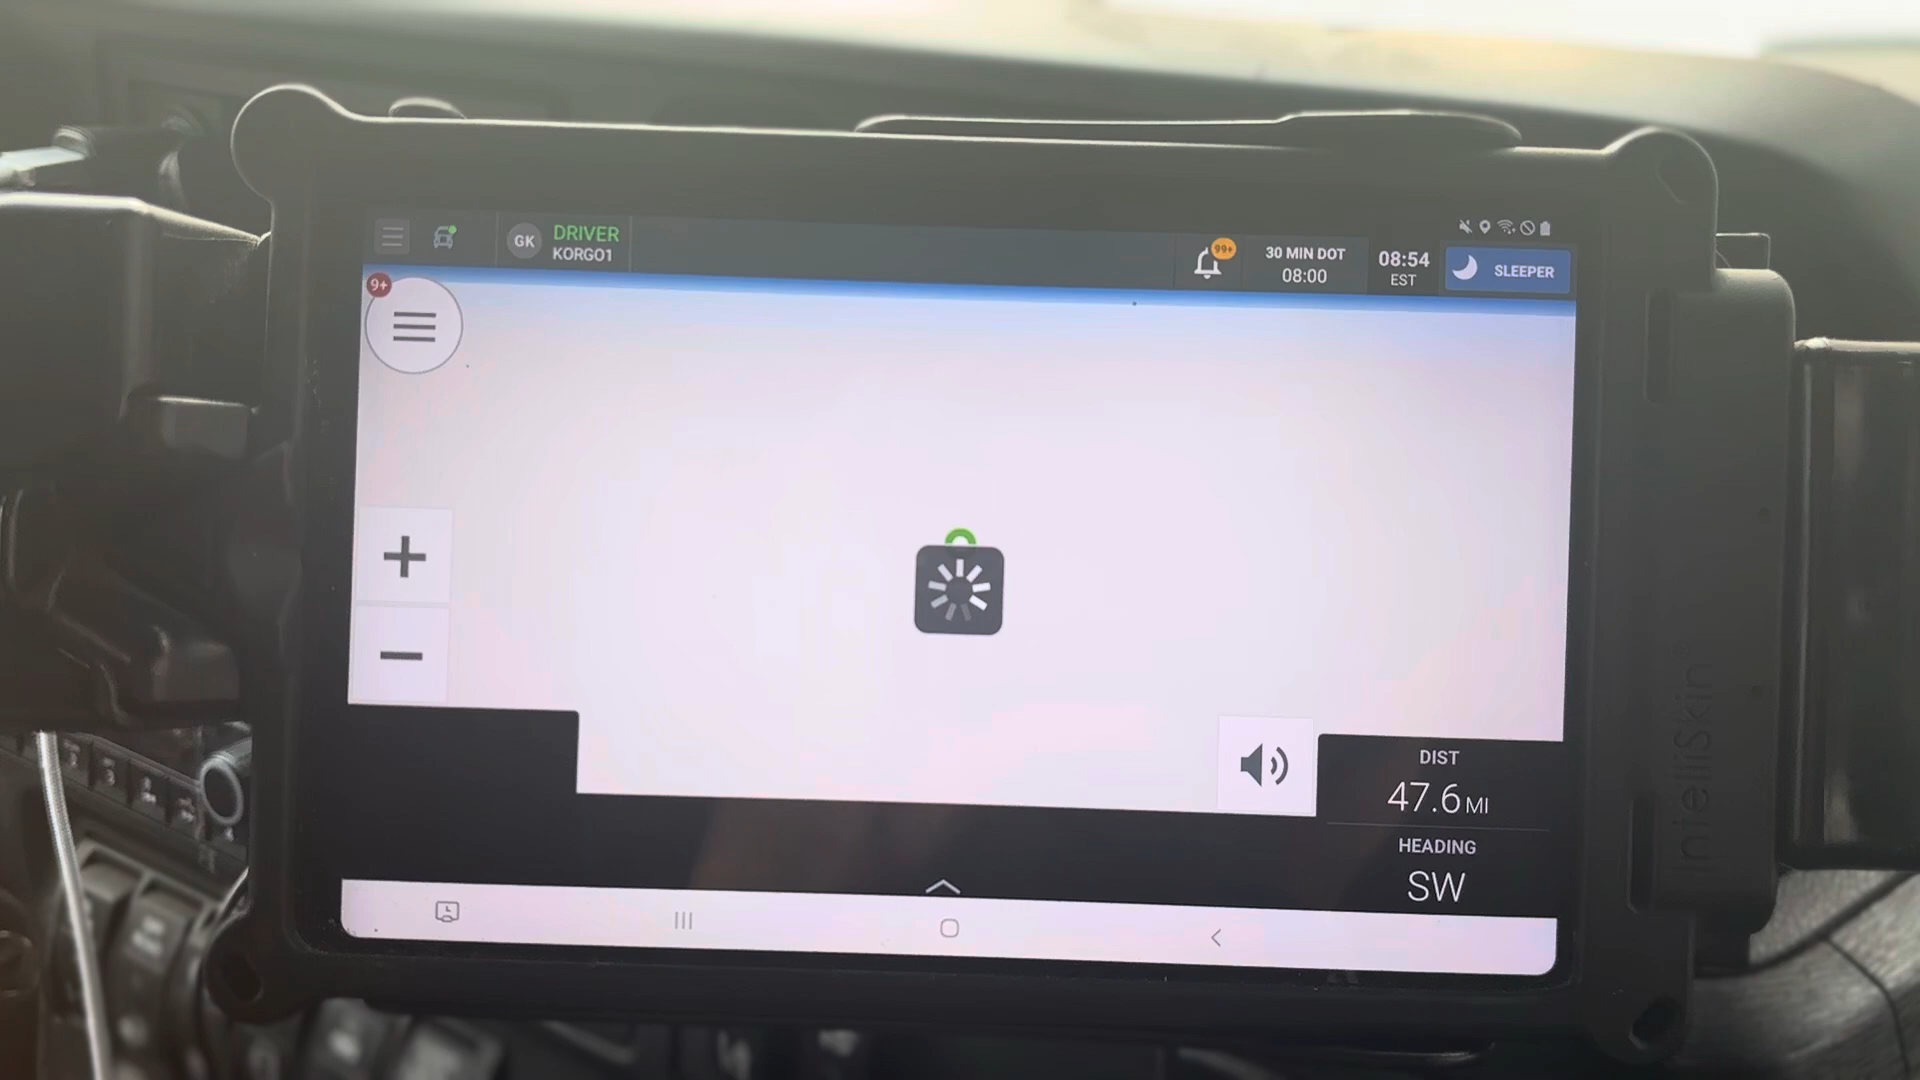 GK
DRIVER
KORGO1
99+
30 MIN DOT
08:00
08:54
EST
SLEEPER
9+
DIST
47.6 MI
HEADING
SW
intelliSkin